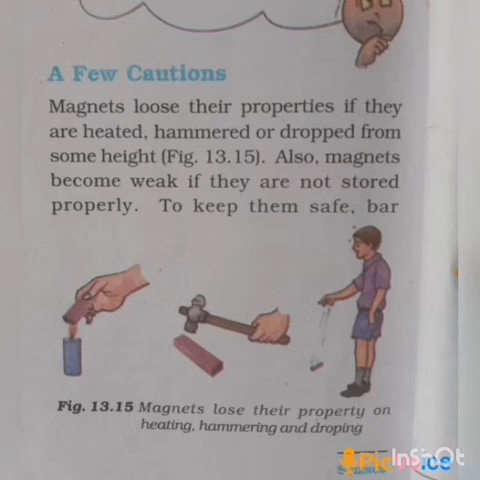 A Few Cautions
Magnets loose their properties if they
are heated, hammered or dropped from
some height (Fig. 13.15). Also, magnets
become weak if they are not stored
properly. To keep them safe, bar
Fig. 13.15 Magnets lose their property on
heating, hammering and droping